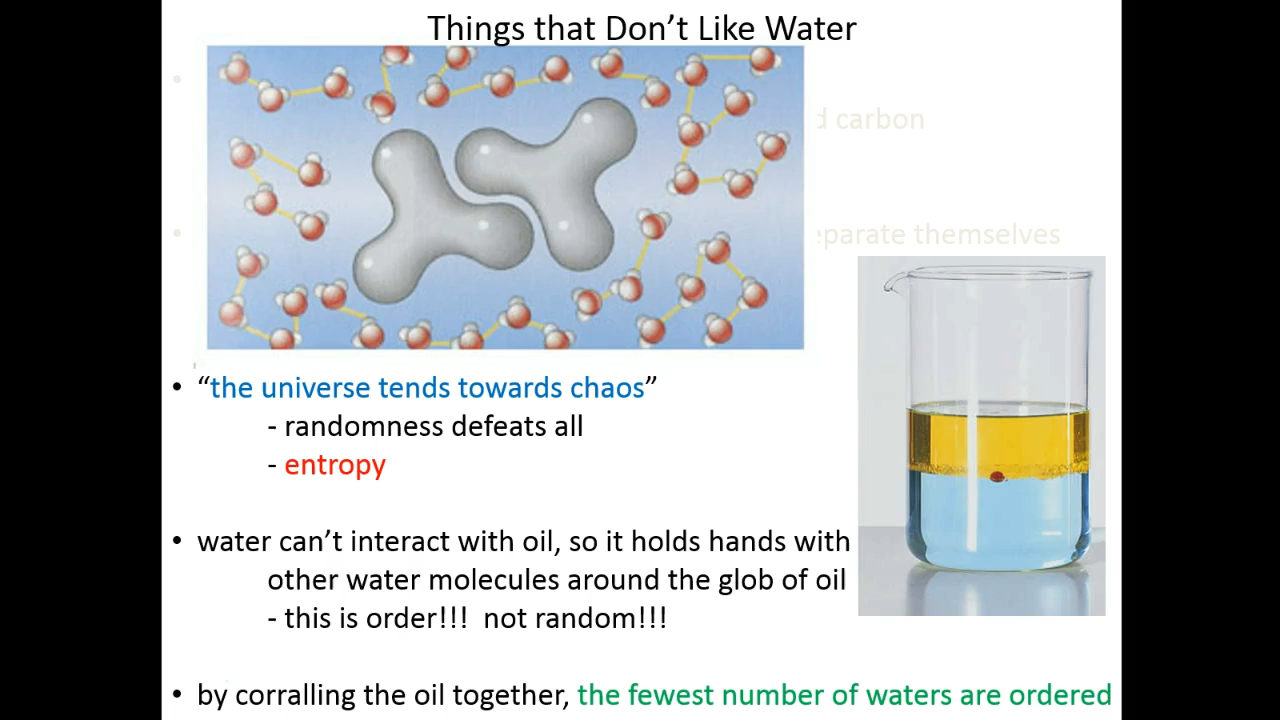 Things that Don’t Like Water
•
d carbon
•
eparate themselves
• “the universe tends towards chaos”
- randomness defeats all
- entropy
• water can’t interact with oil, so it holds hands with
other water molecules around the glob of oil
- this is order!!!  not random!!!
• by corralling the oil together, the fewest number of waters are ordered